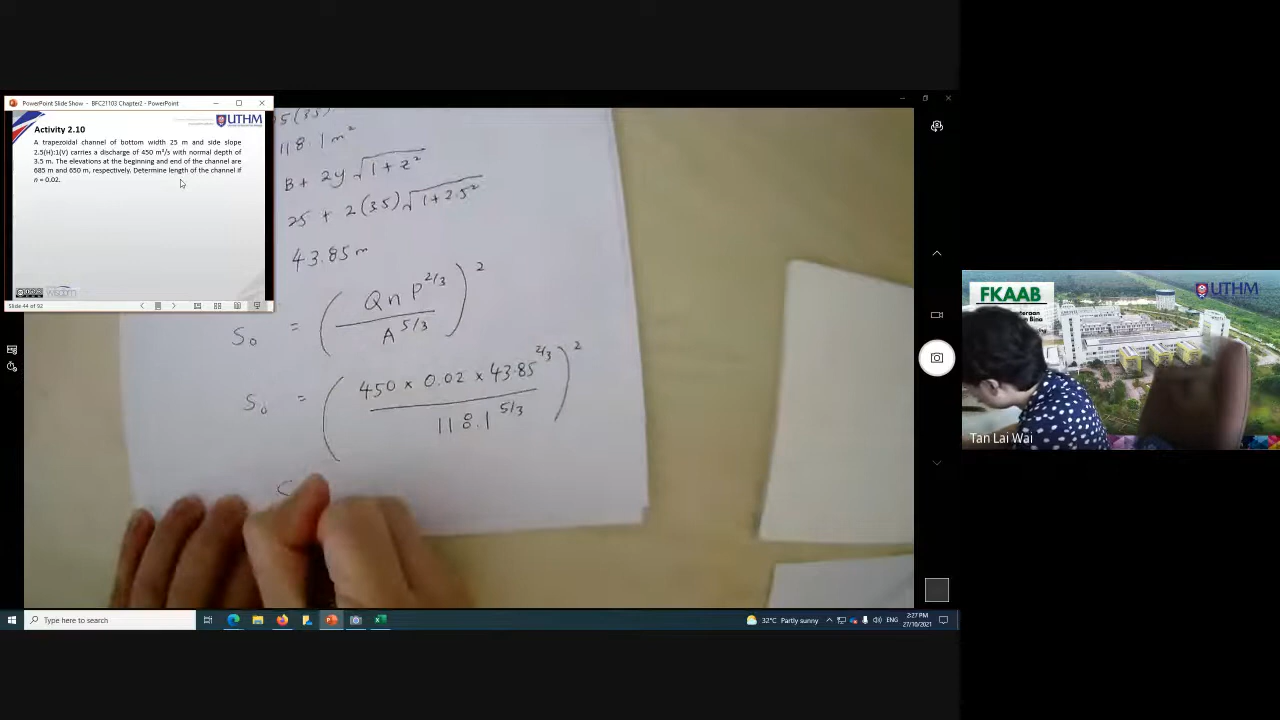 PowerPoint Slide Show - BFC21103 Chapter2 - PowerPoint
UTHM
Activity 2.10
A trapezoidal channel of bottom width 25 m and side slope
2.5(H):1(V) carries a discharge of 450 m³/s with normal depth of
3.5 m. The elevations at the beginning and end of the channel are
685 m and 650 m, respectively. Determine length of the channel if
n = 0.02.
Slide 44 of 92
118.1 m²
B + 2y √1 + z²
25 + 2(3.5) √1 + 2.5²
43.85 m
S₀ = ( Q n P^2/3 / A^5/3 )²
S₀ = ( 450 × 0.02 × 43.85^2/3 / 118.1^5/3 )²
FKAAB
UTHM
Tan Lai Wai
Type here to search
32°C Partly sunny
ENG
2:27 PM
27/10/2021